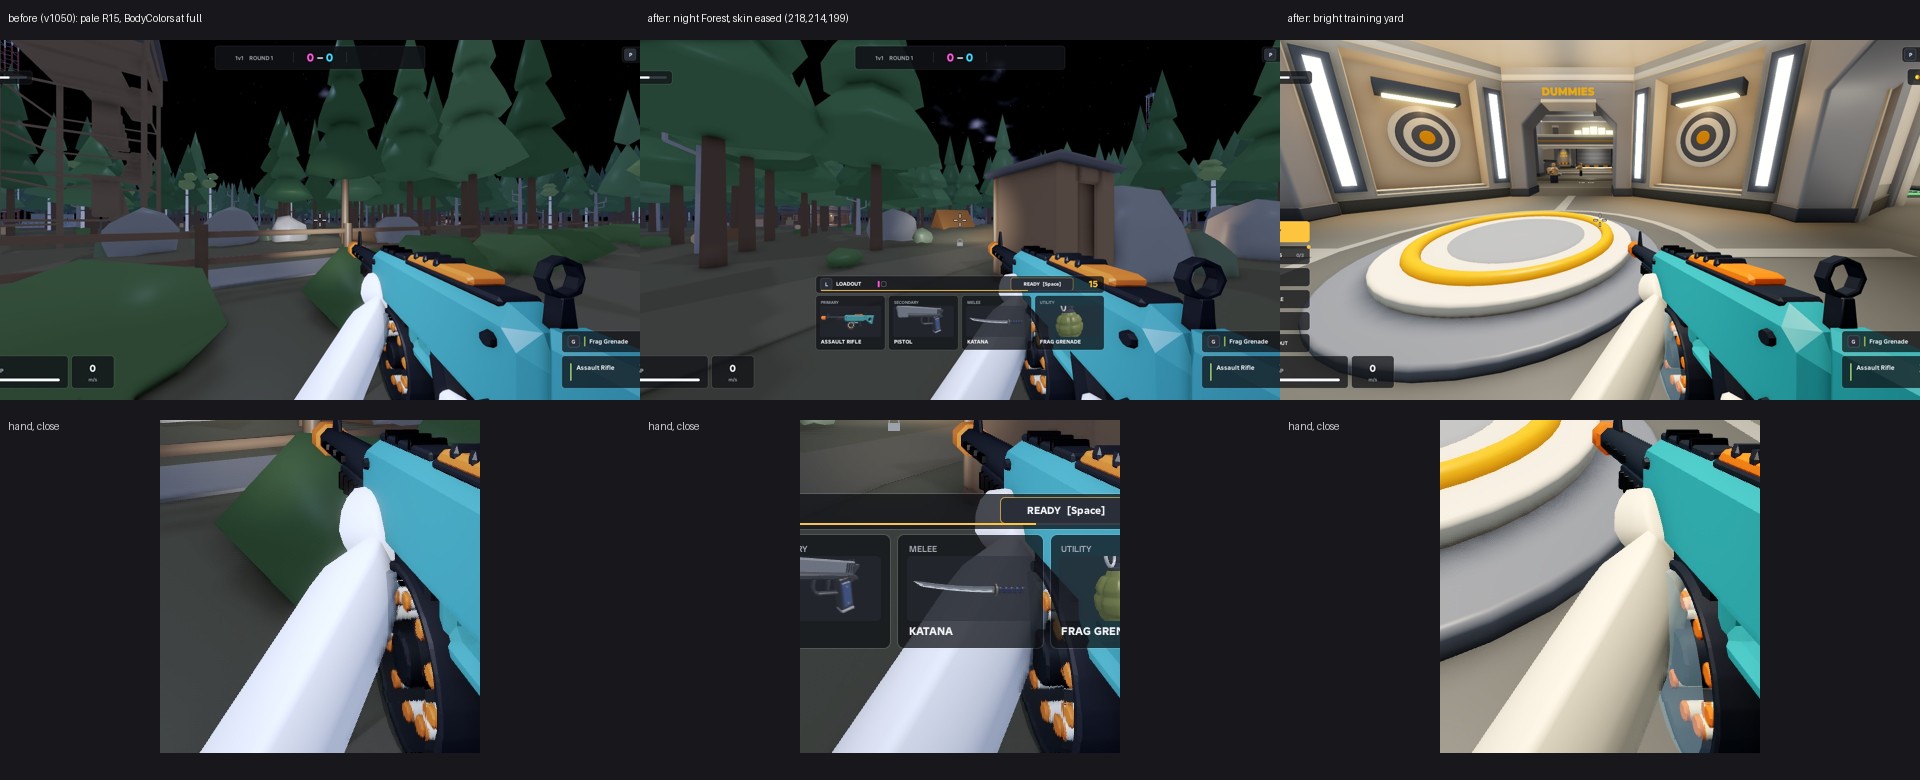 before (v1050): pale R15, BodyColors at full
after: night Forest, skin eased (218,214,199)
after: bright training yard
1v1 ROUND 1 0 – 0
P
1v1 ROUND 1 0 – 0
P
P
DUMMIES
L LOADOUT READY [Space] 15
PRIMARY SECONDARY MELEE UTILITY
ASSAULT RIFLE PISTOL KATANA FRAG GRENADE
G Frag Grenade
Assault Rifle
0
m/s
G Frag Grenade
Assault Rifle
0
m/s
G Frag Grenade
Assault Rifle
0
m/s
hand, close
hand, close
hand, close
READY [Space]
RY MELEE UTILITY
KATANA FRAG GREN